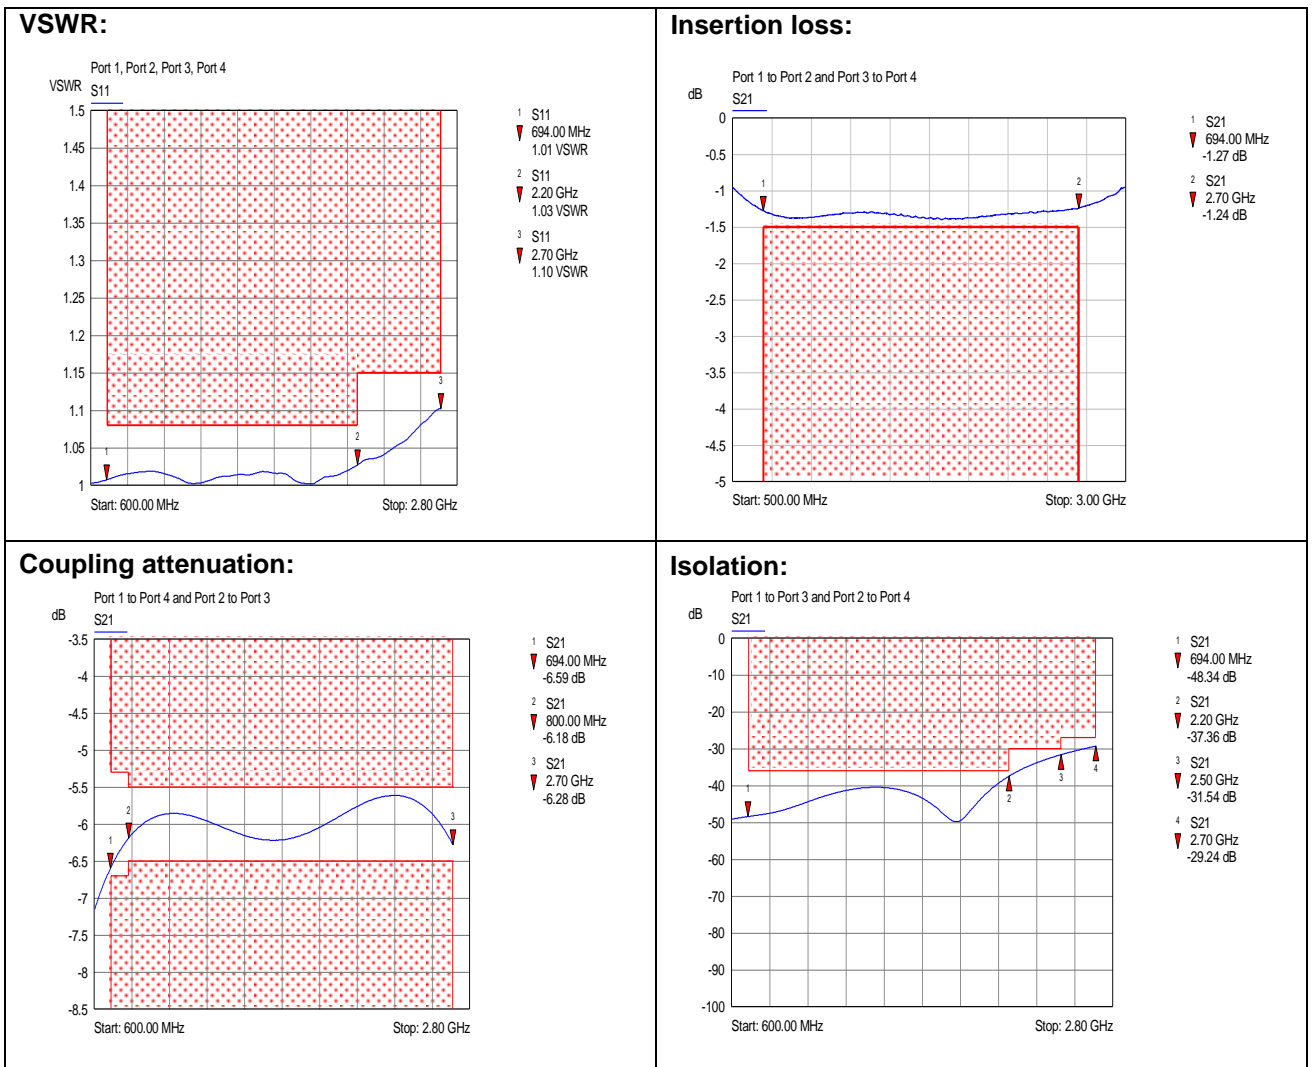 VSWR:
Port 1, Port 2, Port 3, Port 4
VSWR
S11
1.5
1.45
1.4
1.35
1.3
1.25
1.2
1.15
1.1
1.05
1
1
2
3
Start: 600.00 MHz
Stop: 2.80 GHz
1 S11
694.00 MHz
1.01 VSWR
2 S11
2.20 GHz
1.03 VSWR
3 S11
2.70 GHz
1.10 VSWR
Insertion loss:
Port 1 to Port 2 and Port 3 to Port 4
dB
S21
0
-0.5
-1
-1.5
-2
-2.5
-3
-3.5
-4
-4.5
-5
1
2
Start: 500.00 MHz
Stop: 3.00 GHz
1 S21
694.00 MHz
-1.27 dB
2 S21
2.70 GHz
-1.24 dB
Coupling attenuation:
Port 1 to Port 4 and Port 2 to Port 3
dB
S21
-3.5
-4
-4.5
-5
-5.5
-6
-6.5
-7
-7.5
-8
-8.5
1
2
3
Start: 600.00 MHz
Stop: 2.80 GHz
1 S21
694.00 MHz
-6.59 dB
2 S21
800.00 MHz
-6.18 dB
3 S21
2.70 GHz
-6.28 dB
Isolation:
Port 1 to Port 3 and Port 2 to Port 4
dB
S21
0
-10
-20
-30
-40
-50
-60
-70
-80
-90
-100
1
2
3
4
Start: 600.00 MHz
Stop: 2.80 GHz
1 S21
694.00 MHz
-48.34 dB
2 S21
2.20 GHz
-37.36 dB
3 S21
2.50 GHz
-31.54 dB
4 S21
2.70 GHz
-29.24 dB